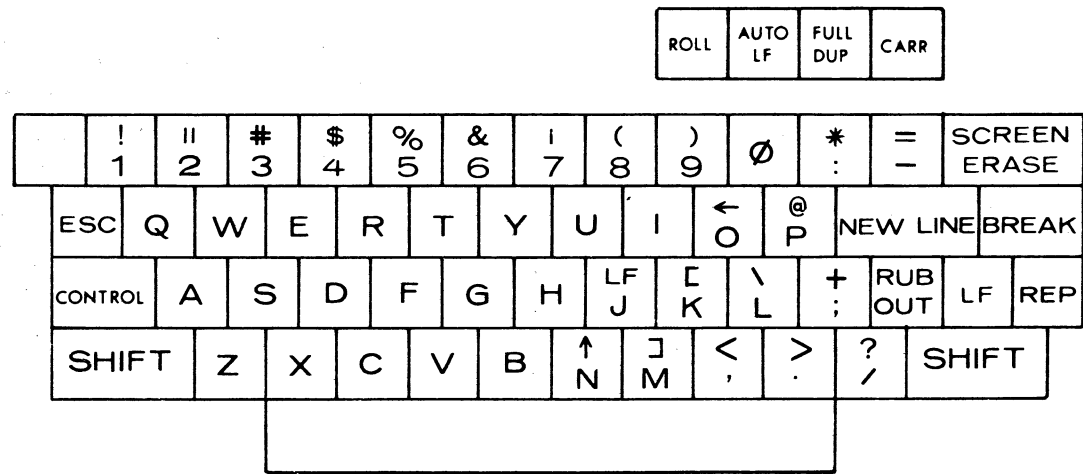 ROLL AUTO LF FULL DUP CARR
! " # $ % & ' ( ) * = SCREEN
1 2 3 4 5 6 7 8 9 Ø : - ERASE
← @
ESC Q W E R T Y U I O P NEW LINE BREAK
LF [ \ + RUB
CONTROL A S D F G H J K L ; OUT LF REP
↑ ] < > ?
SHIFT Z X C V B N M , . / SHIFT